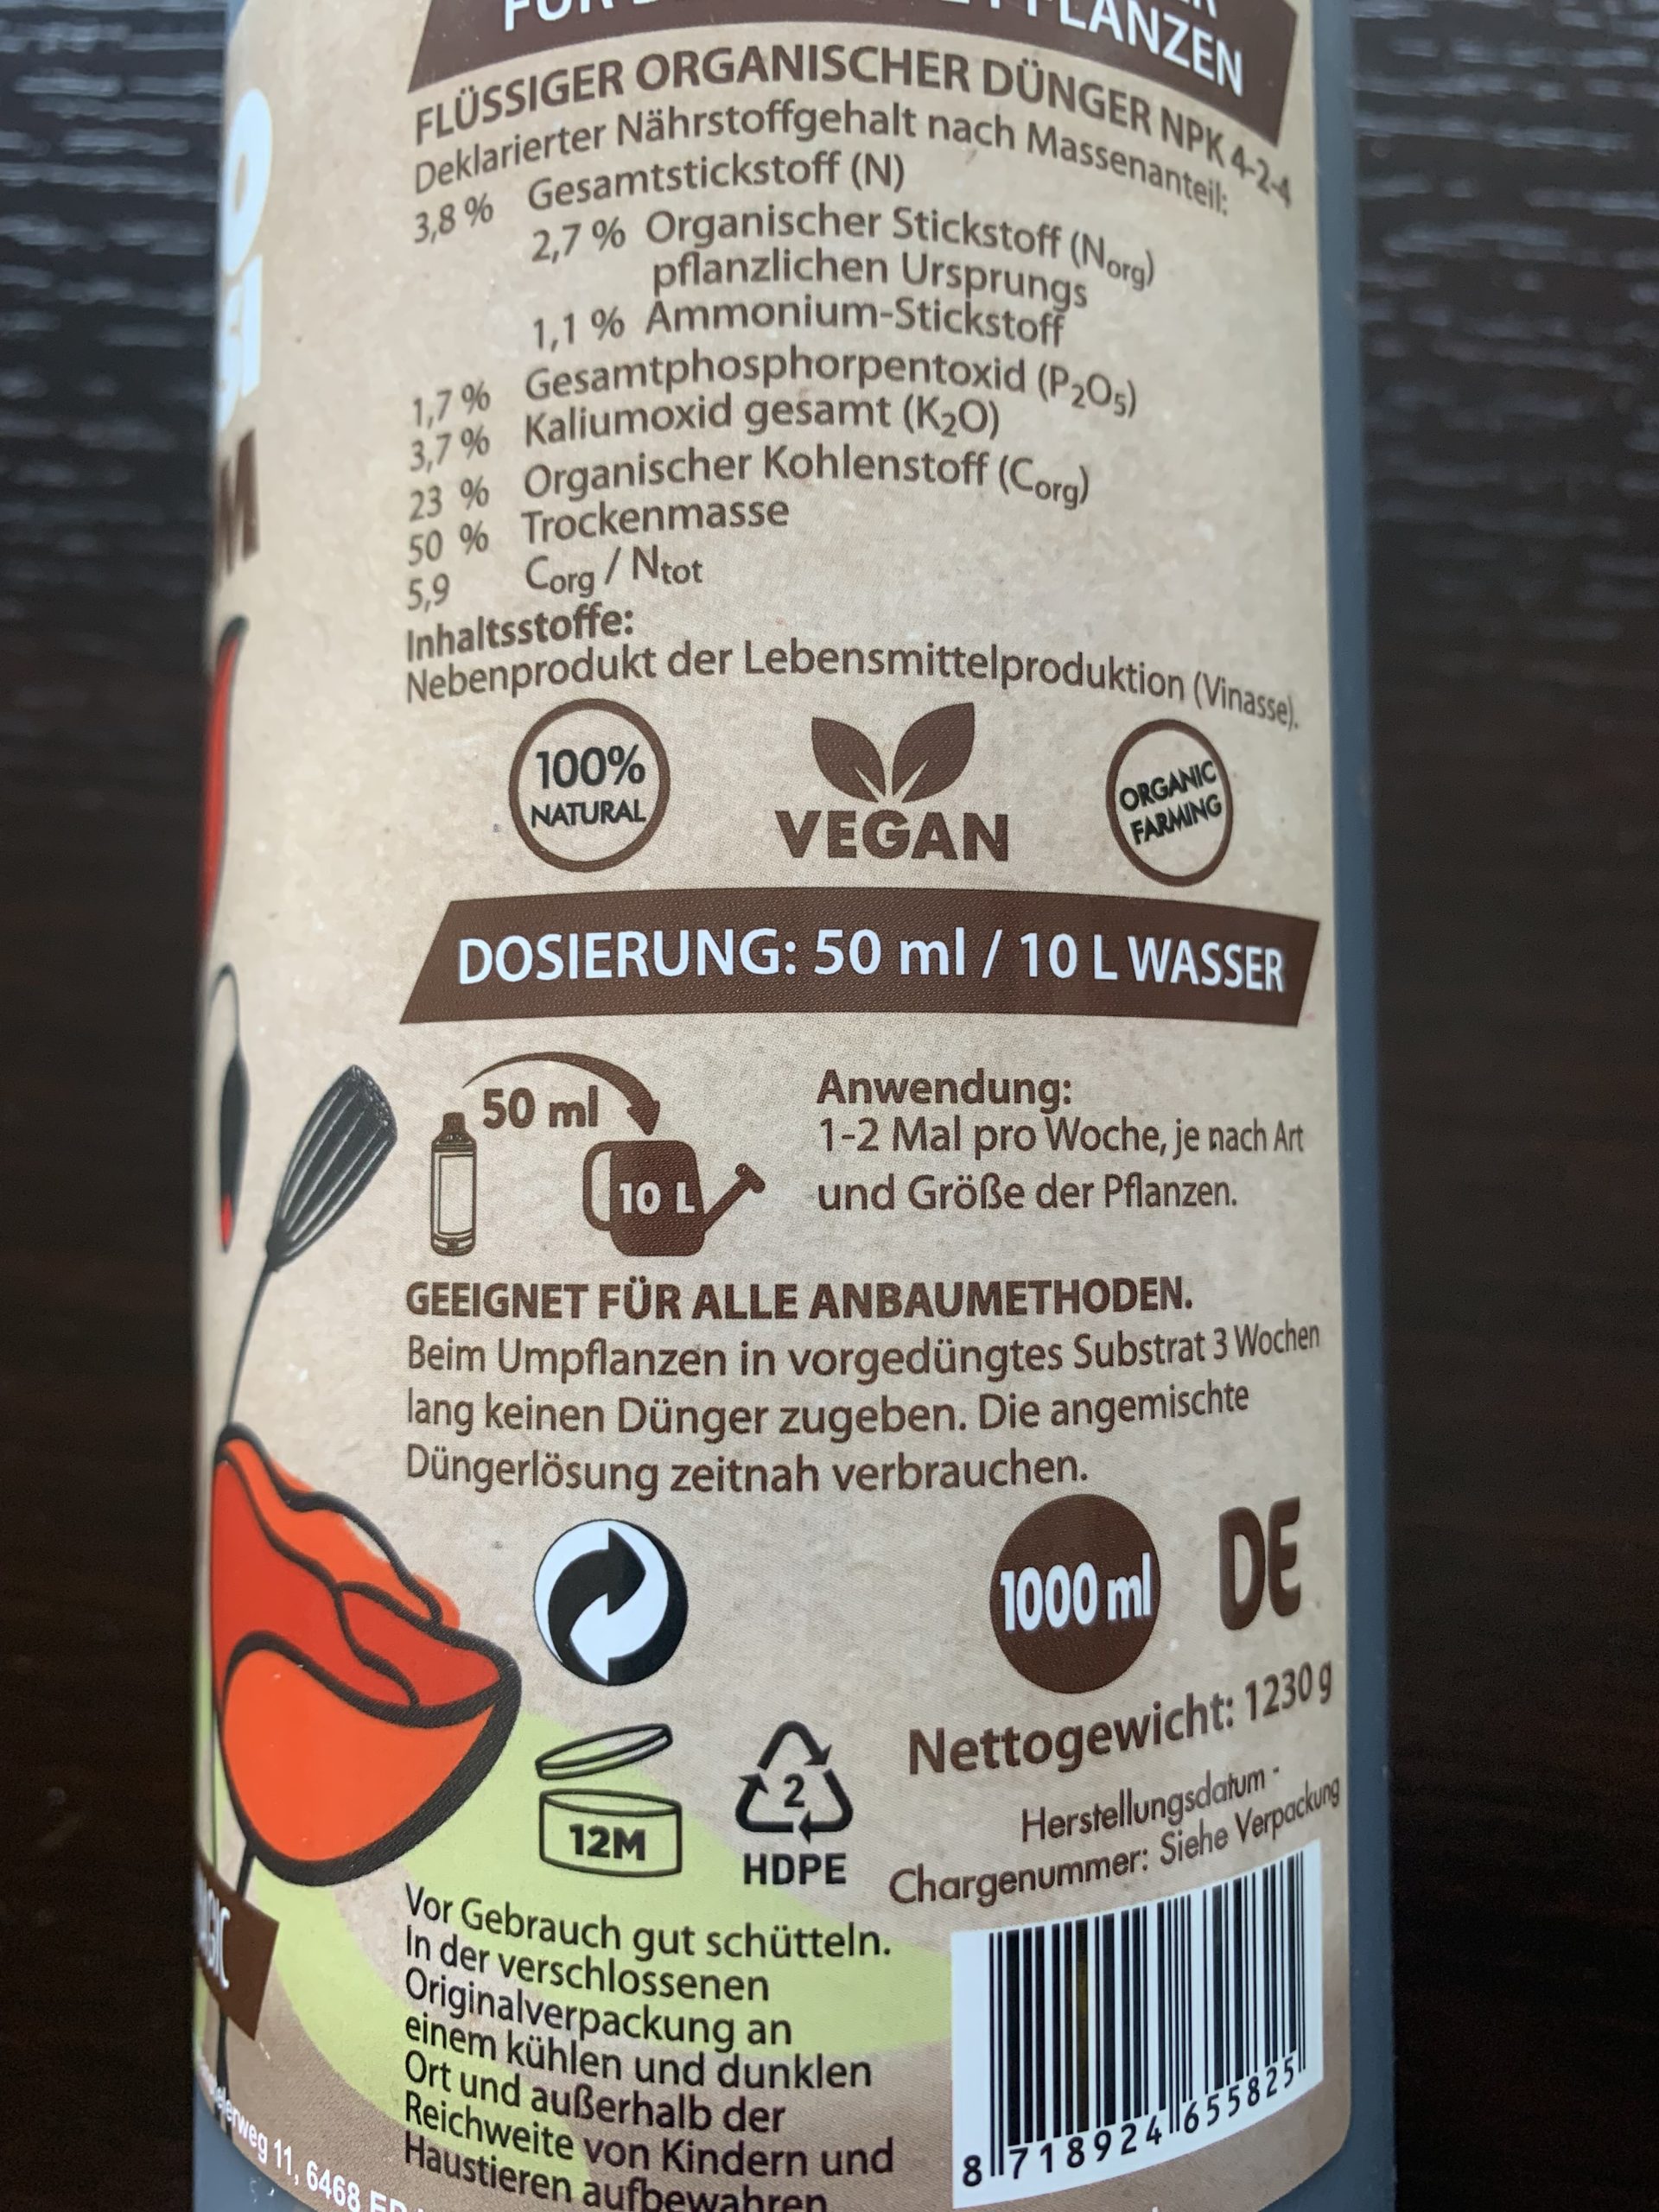 PFLANZEN
FLÜSSIGER ORGANISCHER DÜNGER NPK 4-2-4
Deklarierter Nährstoffgehalt nach Massenanteil:
3,8 % Gesamtstickstoff (N)
2,7 % Organischer Stickstoff (Norg)
pflanzlichen Ursprungs
1,1 % Ammonium-Stickstoff
1,7 % Gesamtphosphorpentoxid (P₂O₅)
3,7 % Kaliumoxid gesamt (K₂O)
23 % Organischer Kohlenstoff (Corg)
50 % Trockenmasse
5,9 Corg / Ntot
Inhaltsstoffe:
Nebenprodukt der Lebensmittelproduktion (Vinasse).
100%
NATURAL
VEGAN
ORGANIC
FARMING
DOSIERUNG: 50 ml / 10 L WASSER
50 ml
10 L
Anwendung:
1-2 Mal pro Woche, je nach Art
und Größe der Pflanzen.
GEEIGNET FÜR ALLE ANBAUMETHODEN.
Beim Umpflanzen in vorgedüngtes Substrat 3 Wochen
lang keinen Dünger zugeben. Die angemischte
Düngerlösung zeitnah verbrauchen.
1000 ml
DE
Nettogewicht: 1230 g
12M
2
HDPE
Herstellungsdatum -
Chargenummer: Siehe Verpackung
Vor Gebrauch gut schütteln.
In der verschlossenen
Originalverpackung an
einem kühlen und dunklen
Ort und außerhalb der
Reichweite von Kindern und
Haustieren aufbewahren
8 718924 655825
11, 6468